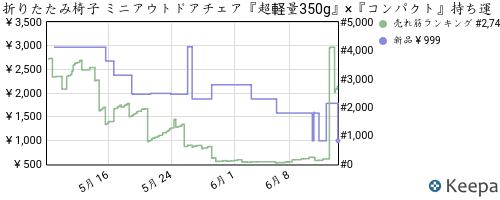 折りたたみ椅子 ミニアウトドアチェア『超軽量350g』×『コンパクト』持ち運
¥3,500
¥3,000
¥2,500
¥2,000
¥1,500
¥1,000
¥500
#5,000
#4,000
#3,000
#2,000
#1,000
#0
売れ筋ランキング #2,74
新品 ¥999
5月 16
5月 24
6月 1
6月 8
Keepa